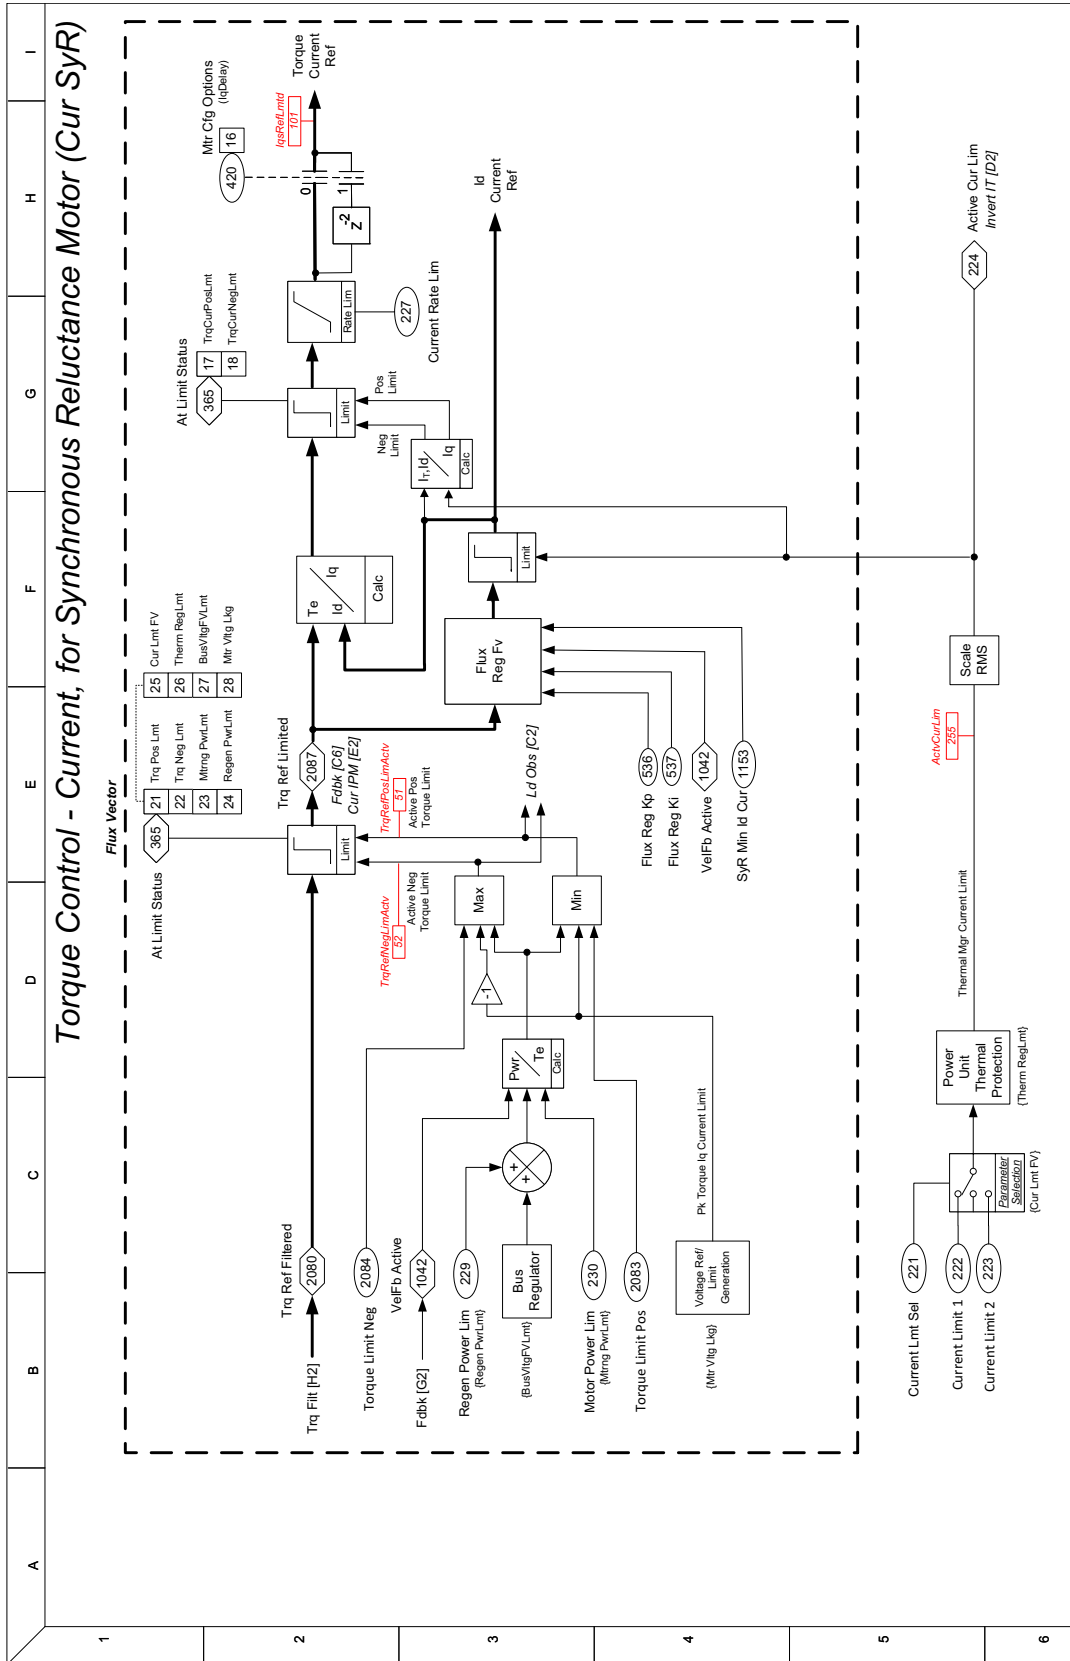 Torque Control - Current, for Synchronous Reluctance Motor (Cur SyR)
A
B
C
D
E
F
G
H
I
1
2
3
4
5
6
Flux Vector
At Limit Status
365
21 Trq Pos Lmt
22 Trq Neg Lmt
23 Mtrng PwrLmt
24 Regen PwrLmt
25 Cur Lmt FV
26 Therm RegLmt
27 BusVltgFVLmt
28 Mtr Vltg Lkg
At Limit Status
365
17 TrqCurPosLmt
18 TrqCurNegLmt
Mtr Cfg Options
(IqDelay)
420
16
Trq Filt [H2]
Trq Ref Filtered
2080
Limit
Trq Ref Limited
2087
Fdbk [C6]
Cur IPM [E2]
Te
Iq
Id
Calc
Limit
Rate Lim
227
Current Rate Lim
z-2
0
1
IqsRefLmtd
101
Torque
Current
Ref
Torque Limit Neg
2084
TrqRefNegLimActv
52
Active Neg
Torque Limit
TrqRefPosLimActv
51
Active Pos
Torque Limit
Ld Obs [C2]
Neg
Limit
Pos
Limit
IT,Id
Iq
Calc
Fdbk [G2]
VelFb Active
1042
Regen Power Lim
{Regen PwrLmt}
229
Bus
Regulator
{BusVltgFVLmt}
+
+
Pwr
Te
Calc
-1
Max
Min
Motor Power Lim
{Mtrng PwrLmt}
230
Torque Limit Pos
2083
Voltage Ref/
Limit
Generation
{Mtr Vltg Lkg}
Pk Torque Iq Current Limit
Flux
Reg Fv
Limit
Id
Current
Ref
Flux Reg Kp
536
Flux Reg Ki
537
VelFb Active
1042
SyR Min Id Cur
1153
Current Lmt Sel
221
Current Limit 1
222
Current Limit 2
223
Parameter
Selection
{Cur Lmt FV}
Power
Unit
Thermal
Protection
{Therm RegLmt}
Thermal Mgr Current Limit
ActvCurLim
255
Scale
RMS
224
Active Cur Lim
Invert IT [D2]